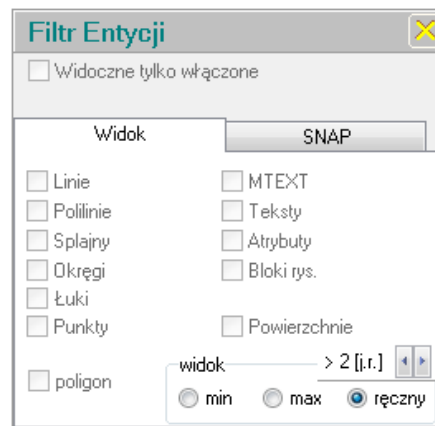 Filtr Entycji
Widoczne tylko włączone
Widok SNAP
Linie MTEXT
Polilinie Teksty
Splajny Atrybuty
Okręgi Bloki rys.
Łuki
Punkty Powierzchnie
widok > 2 [j.r.]
poligon
min max ręczny